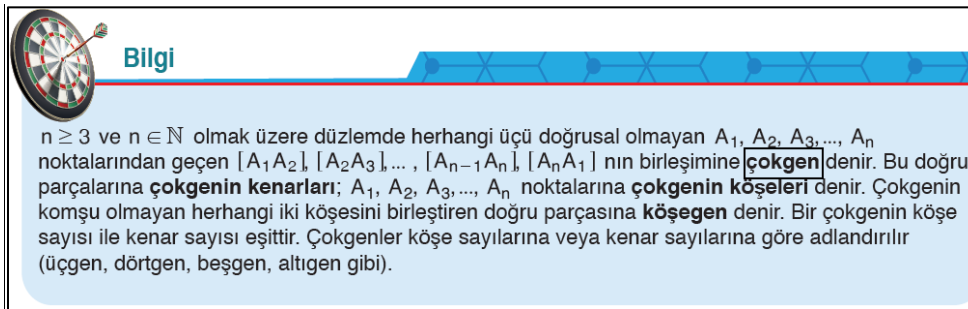 Bilgi
n ≥ 3 ve n ∈ ℕ olmak üzere düzlemde herhangi üçü doğrusal olmayan A₁, A₂, A₃,..., Aₙ
noktalarından geçen [A₁A₂], [A₂A₃],... , [Aₙ₋₁Aₙ], [AₙA₁] nın birleşimine çokgen denir. Bu doğru
parçalarına çokgenin kenarları; A₁, A₂, A₃,..., Aₙ noktalarına çokgenin köşeleri denir. Çokgenin
komşu olmayan herhangi iki köşesini birleştiren doğru parçasına köşegen denir. Bir çokgenin köşe
sayısı ile kenar sayısı eşittir. Çokgenler köşe sayılarına veya kenar sayılarına göre adlandırılır
(üçgen, dörtgen, beşgen, altıgen gibi).